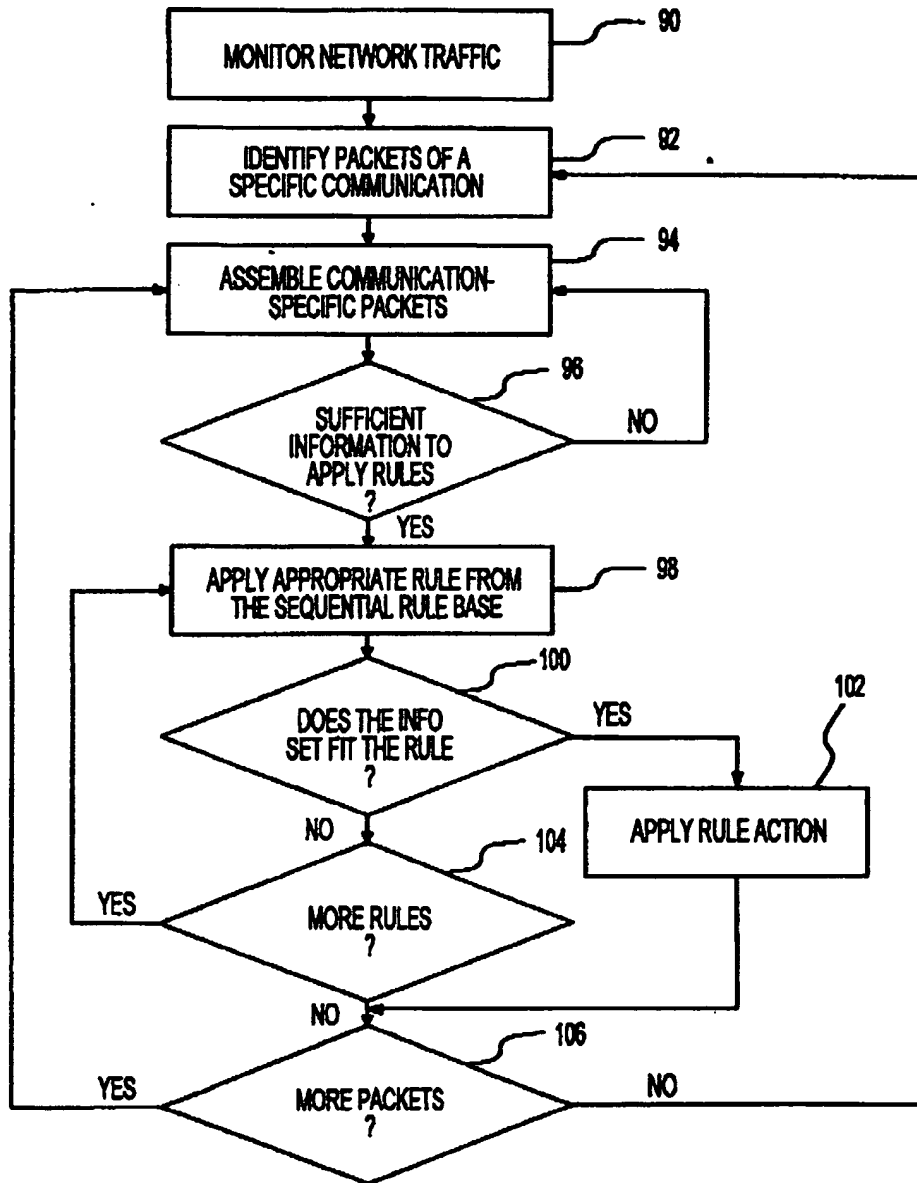 90
MONITOR NETWORK TRAFFIC
92
IDENTIFY PACKETS OF A
SPECIFIC COMMUNICATION
94
ASSEMBLE COMMUNICATION-
SPECIFIC PACKETS
96
SUFFICIENT
INFORMATION TO
APPLY RULES
?
NO
YES
98
APPLY APPROPRIATE RULE FROM
THE SEQUENTIAL RULE BASE
100
DOES THE INFO
SET FIT THE RULE
?
YES
102
APPLY RULE ACTION
NO
104
MORE RULES
?
YES
NO
106
MORE PACKETS
?
YES
NO